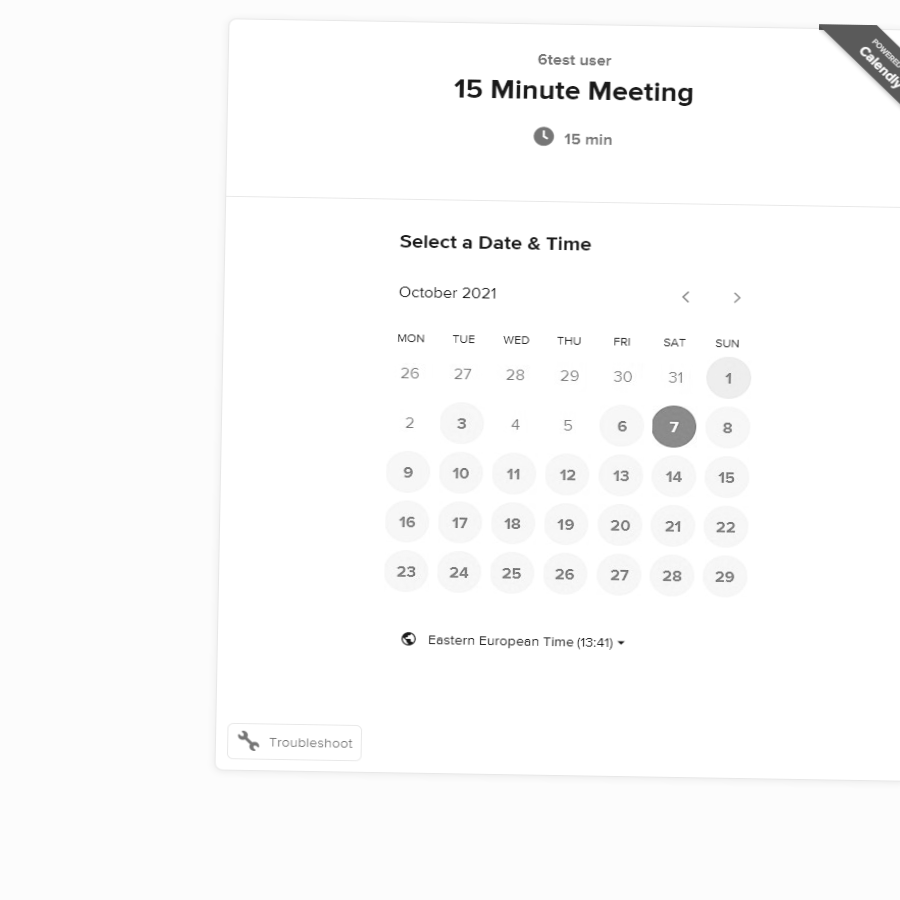 POWERED
Calendly
6test user
15 Minute Meeting
15 min
Select a Date & Time
October 2021
MON TUE WED THU FRI SAT SUN
26 27 28 29 30 31 1
2 3 4 5 6 7 8
9 10 11 12 13 14 15
16 17 18 19 20 21 22
23 24 25 26 27 28 29
Eastern European Time (13:41)
Troubleshoot